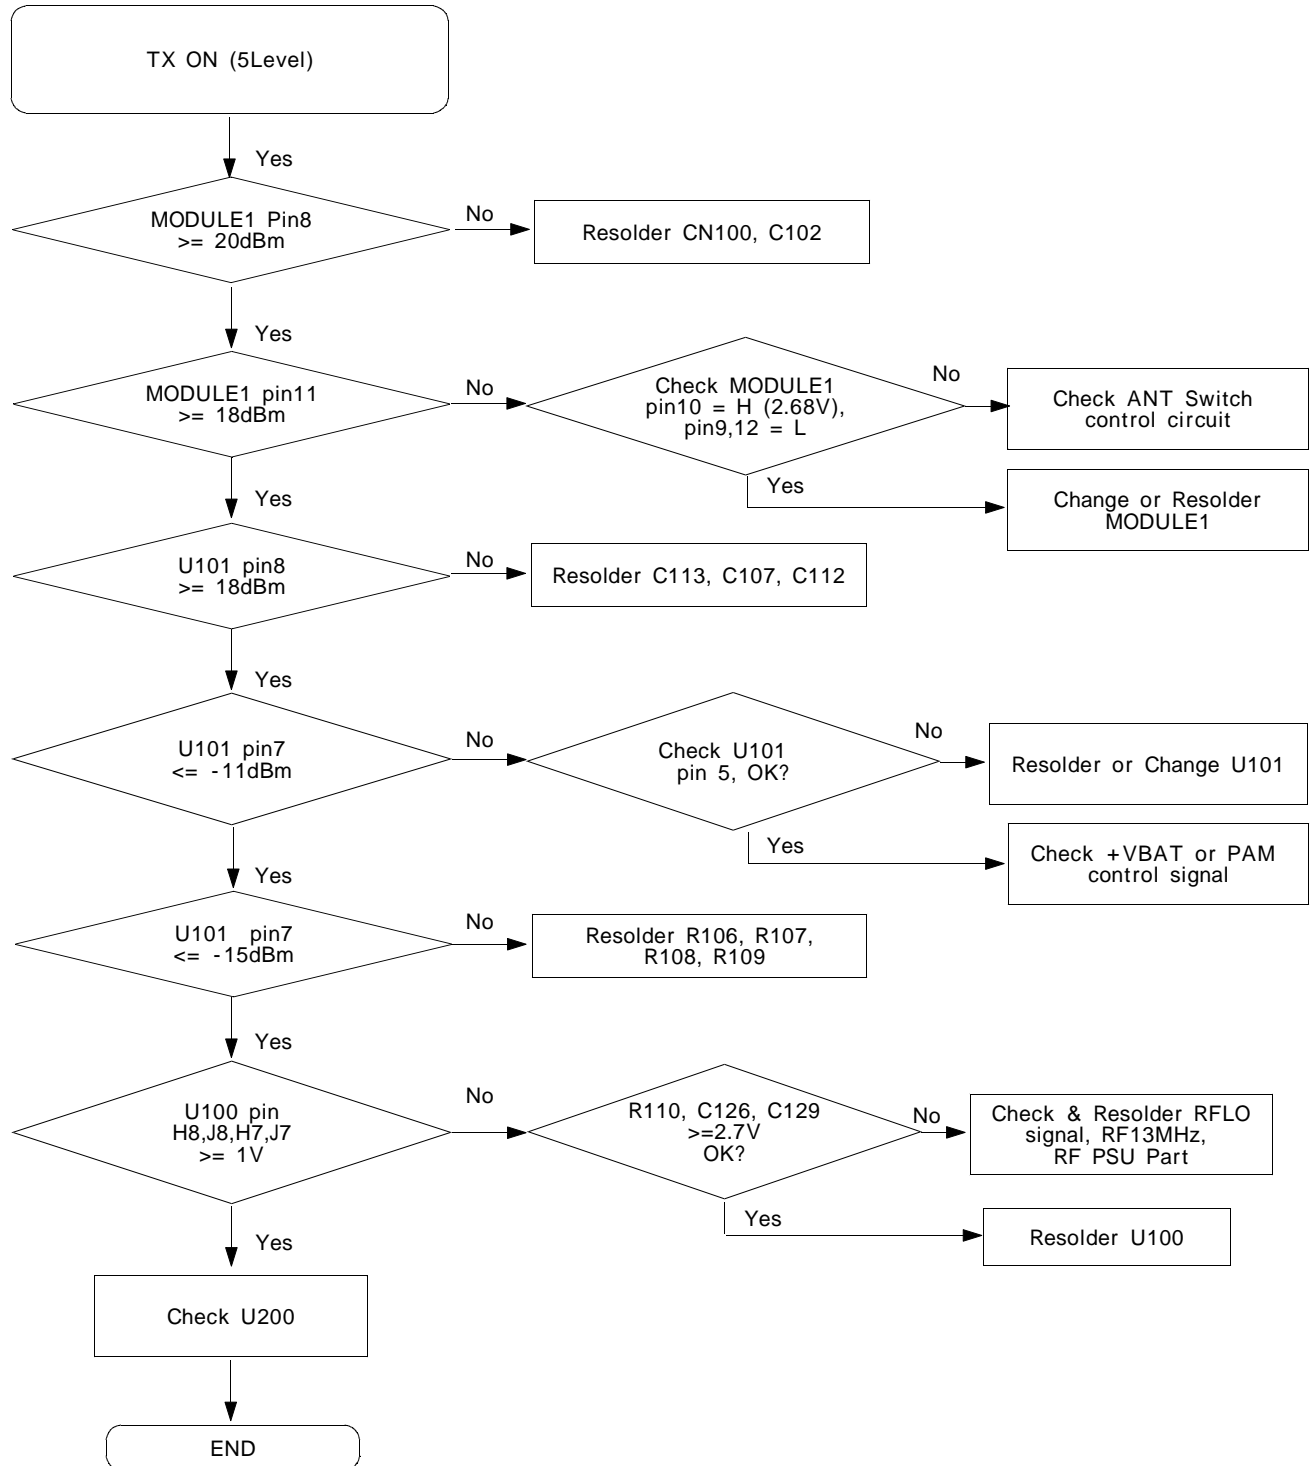 TX ON (5Level)
Yes
MODULE1 Pin8
>= 20dBm
No
Resolder CN100, C102
Yes
MODULE1 pin11
>= 18dBm
No
Check MODULE1
pin10 = H (2.68V),
pin9,12 = L
No
Check ANT Switch
control circuit
Yes
Change or Resolder
MODULE1
Yes
U101 pin8
>= 18dBm
No
Resolder C113, C107, C112
Yes
U101 pin7
<= -11dBm
No
Check U101
pin 5, OK?
No
Resolder or Change U101
Yes
Check +VBAT or PAM
control signal
Yes
U101 pin7
<= -15dBm
No
Resolder R106, R107,
R108, R109
Yes
U100 pin
H8,J8,H7,J7
>= 1V
No
R110, C126, C129
>=2.7V
OK?
No
Check & Resolder RFLO
signal, RF13MHz,
RF PSU Part
Yes
Resolder U100
Yes
Check U200
END